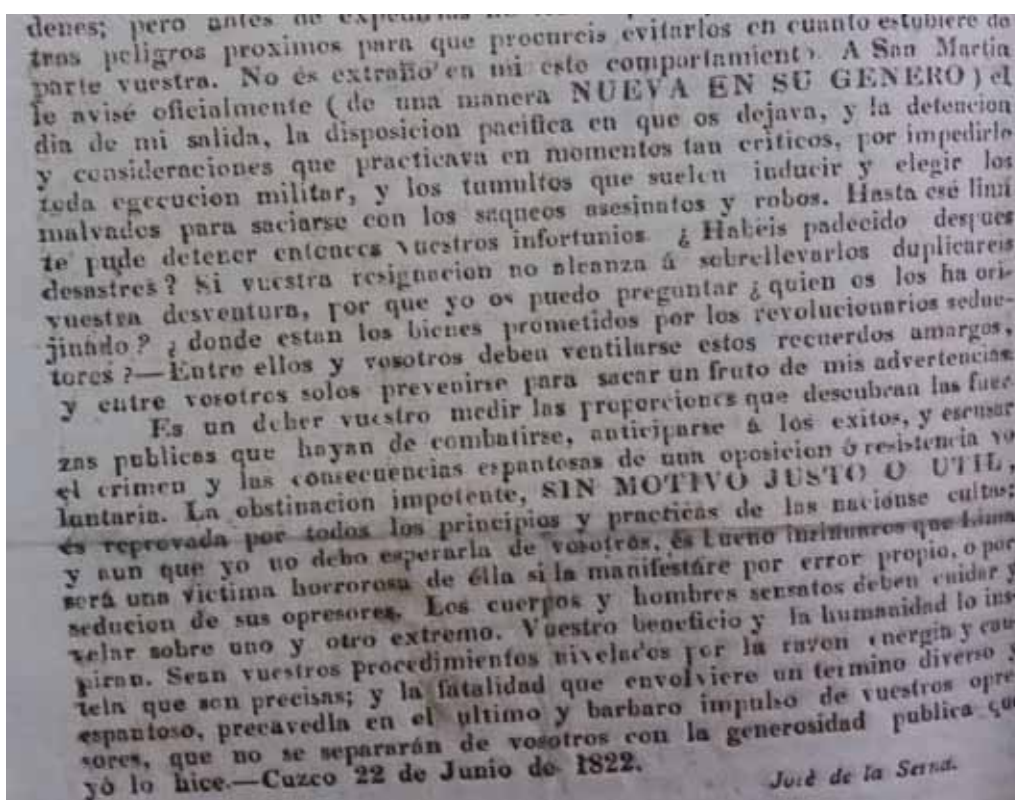 denes; pero antes de
tras peligros proximos para que procureis evitarlos en cuanto estubiere de
parte vuestra. No es extraño en mi este comportamiento. A San Martin
le avisé oficialmente (de una manera NUEVA EN SU GENERO) el
dia de mi salida, la disposicion pacifica en que os dejava, y la detencion
y consideraciones que practicava en momentos tan criticos, por impedirle
toda egecucion militar, y los tumultos que suelen inducir y elegir los
malvados para saciarse con los saqueos asesinatos y robos. Hasta ese limi
te pude detener entonces vuestros infortunios. ¿Habeis padecido despues
desastres? Si vuestra resignacion no alcanza á sobrellevarlos duplicareis
vuestra desventura, por que yo os puedo preguntar ¿quien os los ha ori-
jinado? ¿donde estan los bienes prometidos por los revolucionarios seduc-
tores?—Entre ellos y vosotros deben ventilarse estos recuerdos amargos,
y entre vosotros solos prevenirse para sacar un fruto de mis advertencias
Es un deber vuestro medir las proporciones que descubran las fuer-
zas publicas que hayan de combatirse, anticiparse á los exitos, y escusar
el crimen y las consecuencias espantosas de una oposicion ó resistencia vo
luntaria. La obstinacion impotente, SIN MOTIVO JUSTO O UTIL,
és reprovada por todos los principios y practicas de las nacionse cultas;
y aun que yo no debo esperarla de vosotros, és bueno insinuaros que Lima
será una victima horrorosa de élla si la manifestáre por error propio, o por
seducion de sus opresores. Los cuerpos y hombres sensatos deben cuidar y
velar sobre uno y otro extremo. Vuestro beneficio y la humanidad lo ins-
piran. Sean vuestros procedimientos nivelados por la razon energia y cau-
tela que son precisas; y la fatalidad que envolviere un termino diverso y
espantoso, precavedla en el ultimo y barbaro impulso de vuestros opre-
sores, que no se separarán de vosotros con la generosidad publica que
yó lo hice.—Cuzco 22 de Junio de 1822.
José de la Serna.